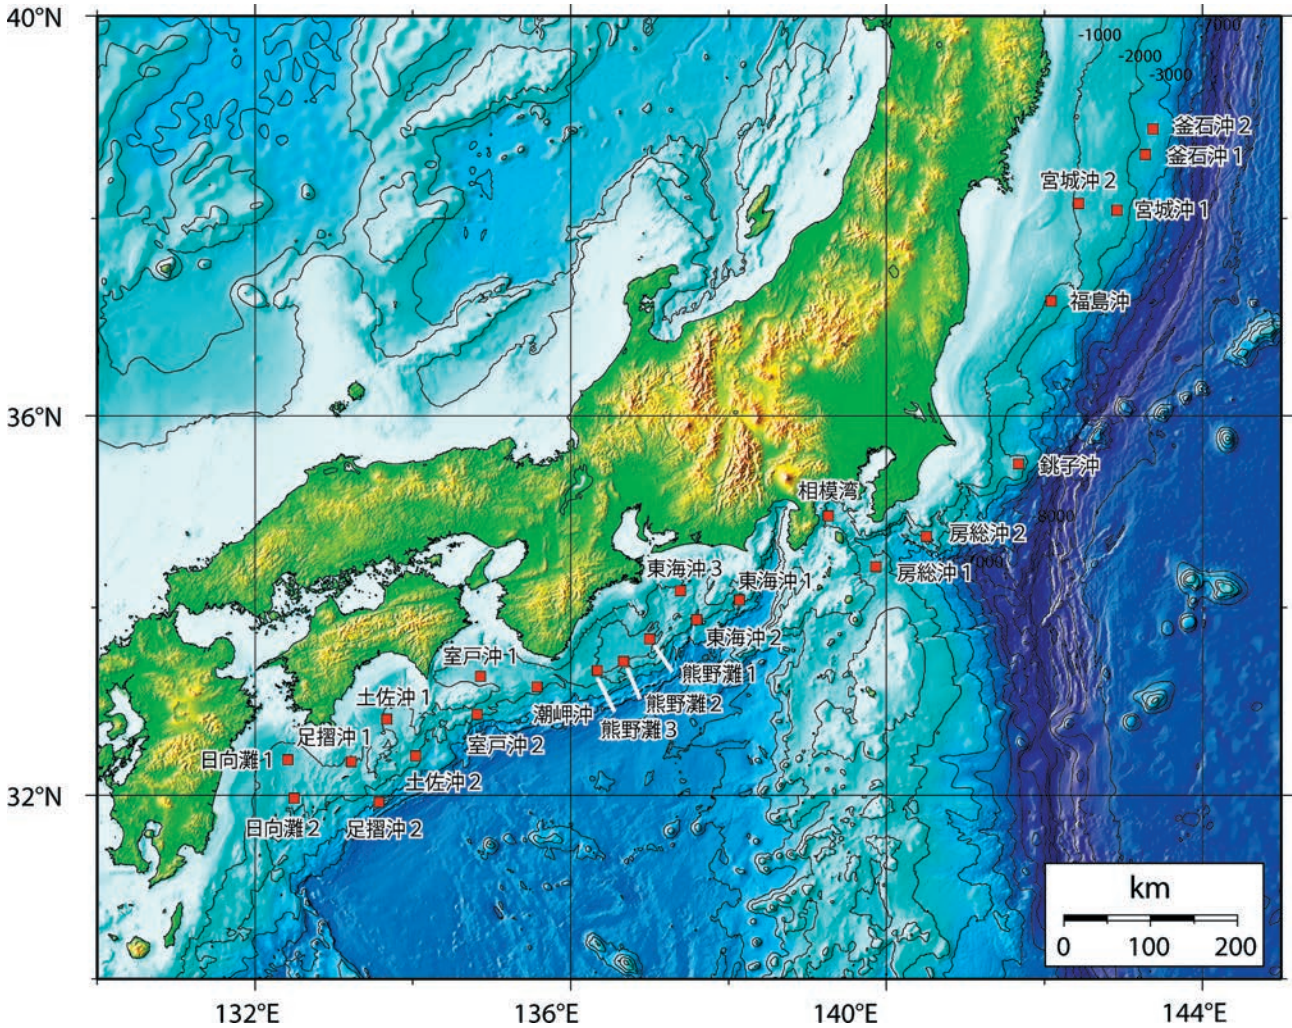 40°N
-7000
-1000
-2000
-3000
釜石沖2
釜石沖1
宮城沖2
宮城沖1
福島沖
36°N
銚子沖
相模湾
8000
房総沖2
房総沖1
7000
東海沖3
東海沖1
東海沖2
室戸沖1
熊野灘1
土佐沖1
熊野灘2
潮岬沖
熊野灘3
足摺沖1
室戸沖2
日向灘1
土佐沖2
32°N
日向灘2
足摺沖2
km
0
100
200
132°E
136°E
140°E
144°E